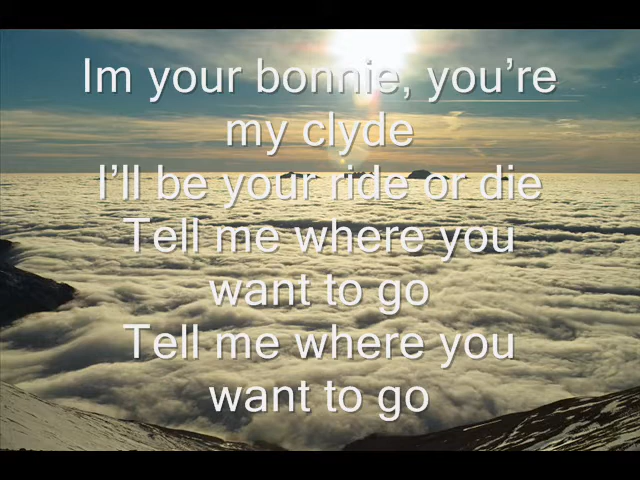 Im your bonnie, you're
my clyde
I'll be your ride or die
Tell me where you
want to go
Tell me where you
want to go